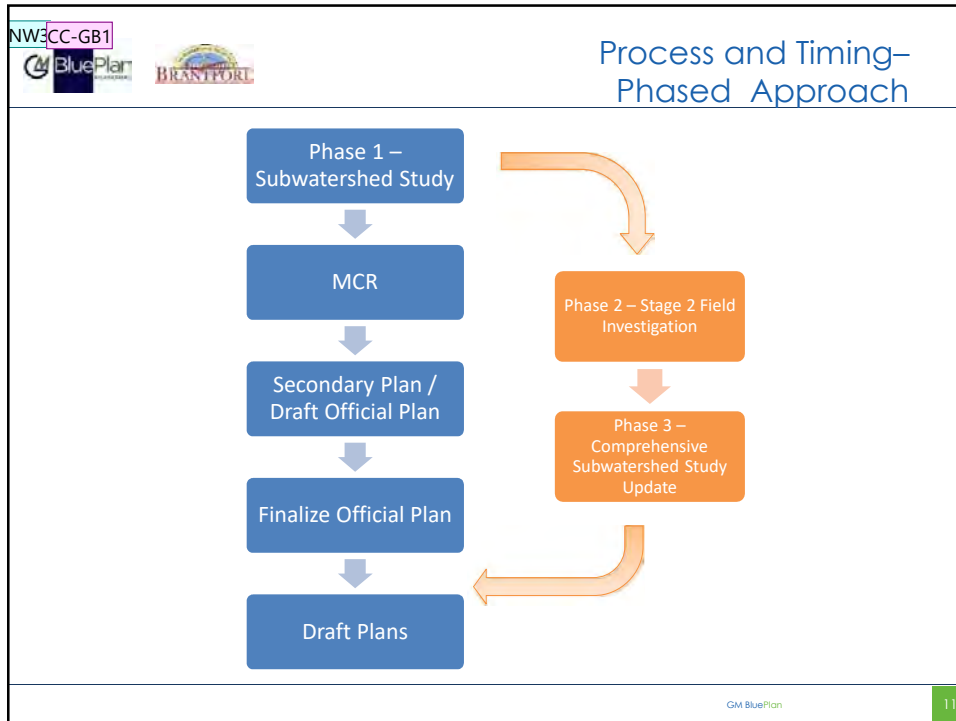 NW3 CC-GB1
GM BluePlan
BRANTFORD
Process and Timing–
Phased Approach
Phase 1 –
Subwatershed Study
MCR
Secondary Plan /
Draft Official Plan
Finalize Official Plan
Draft Plans
Phase 2 – Stage 2 Field
Investigation
Phase 3 –
Comprehensive
Subwatershed Study
Update
GM BluePlan
11